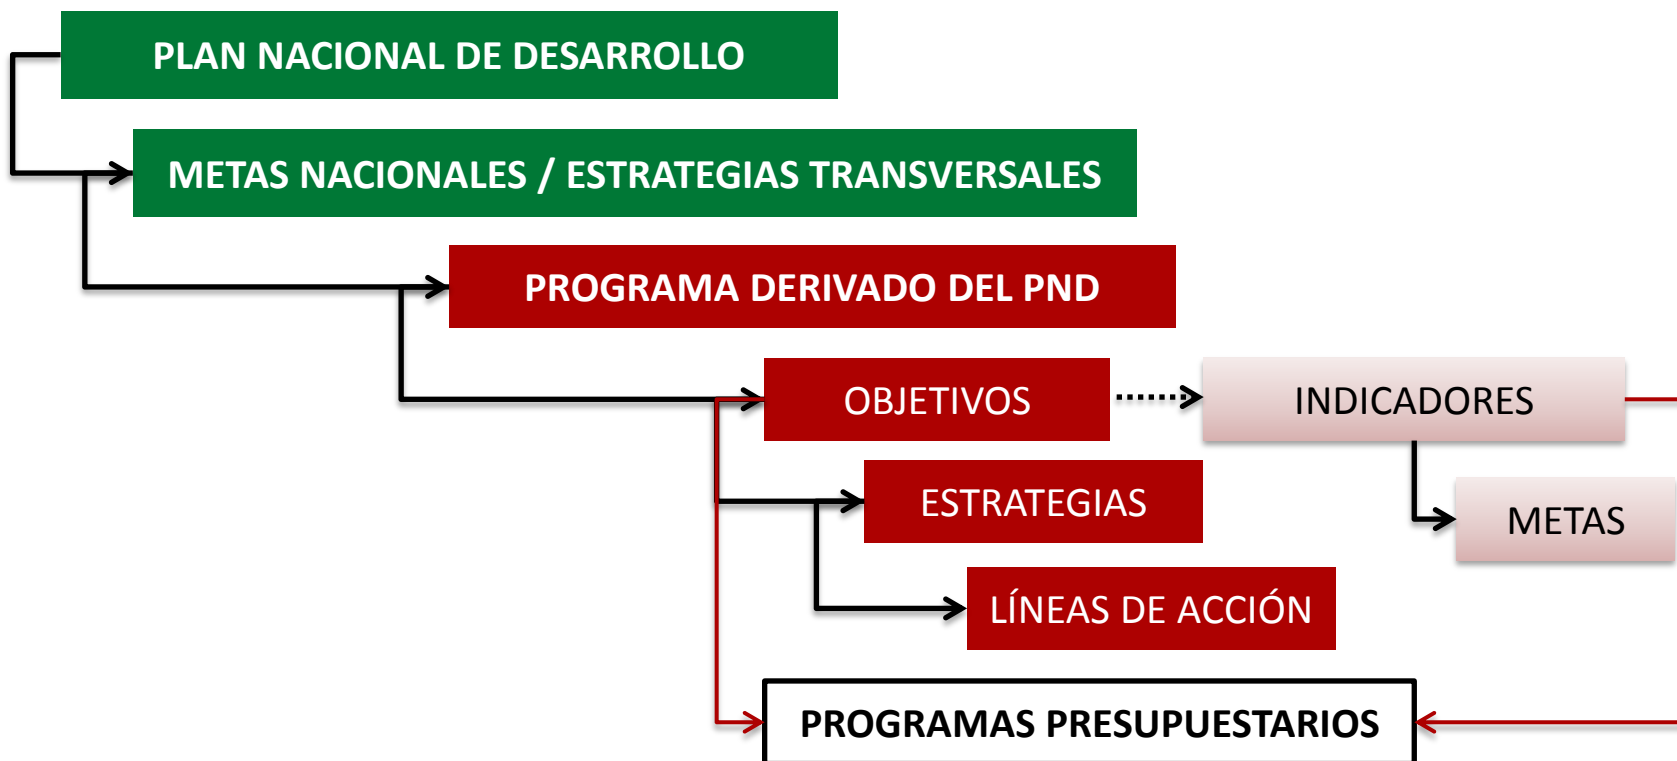 PLAN NACIONAL DE DESARROLLO
METAS NACIONALES / ESTRATEGIAS TRANSVERSALES
PROGRAMA DERIVADO DEL PND
OBJETIVOS
INDICADORES
ESTRATEGIAS
METAS
LÍNEAS DE ACCIÓN
PROGRAMAS PRESUPUESTARIOS